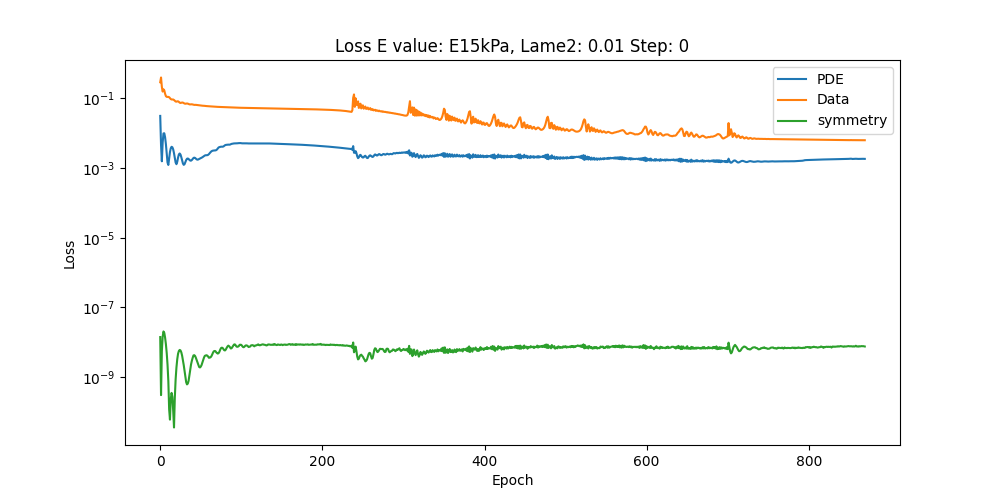 Loss E value: E15kPa, Lame2: 0.01 Step: 0
PDE
Data
symmetry
10⁻¹
10⁻³
10⁻⁵
10⁻⁷
10⁻⁹
Loss
0 200 400 600 800
Epoch